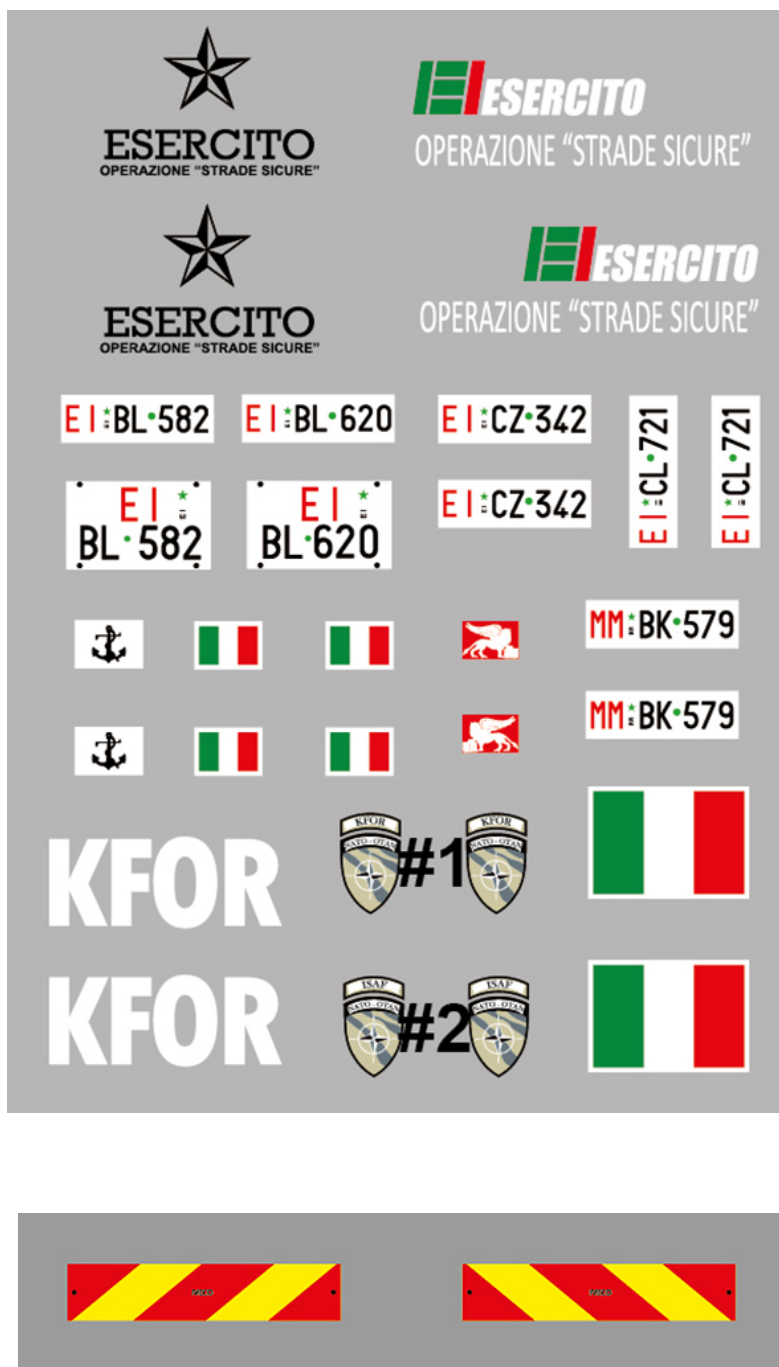 ESERCITO
OPERAZIONE "STRADE SICURE"
EI ESERCITO
OPERAZIONE “STRADE SICURE”
ESERCITO
OPERAZIONE "STRADE SICURE"
EI ESERCITO
OPERAZIONE “STRADE SICURE”
EI BL•582
EI BL•620
EI CZ•342
EI CL•721
EI CL•721
EI
BL•582
EI
BL•620
EI CZ•342
MM BK•579
MM BK•579
KFOR
KFOR
NATO-OTAN
#1
KFOR
NATO-OTAN
KFOR
ISAF
NATO-OTAN
#2
ISAF
NATO-OTAN